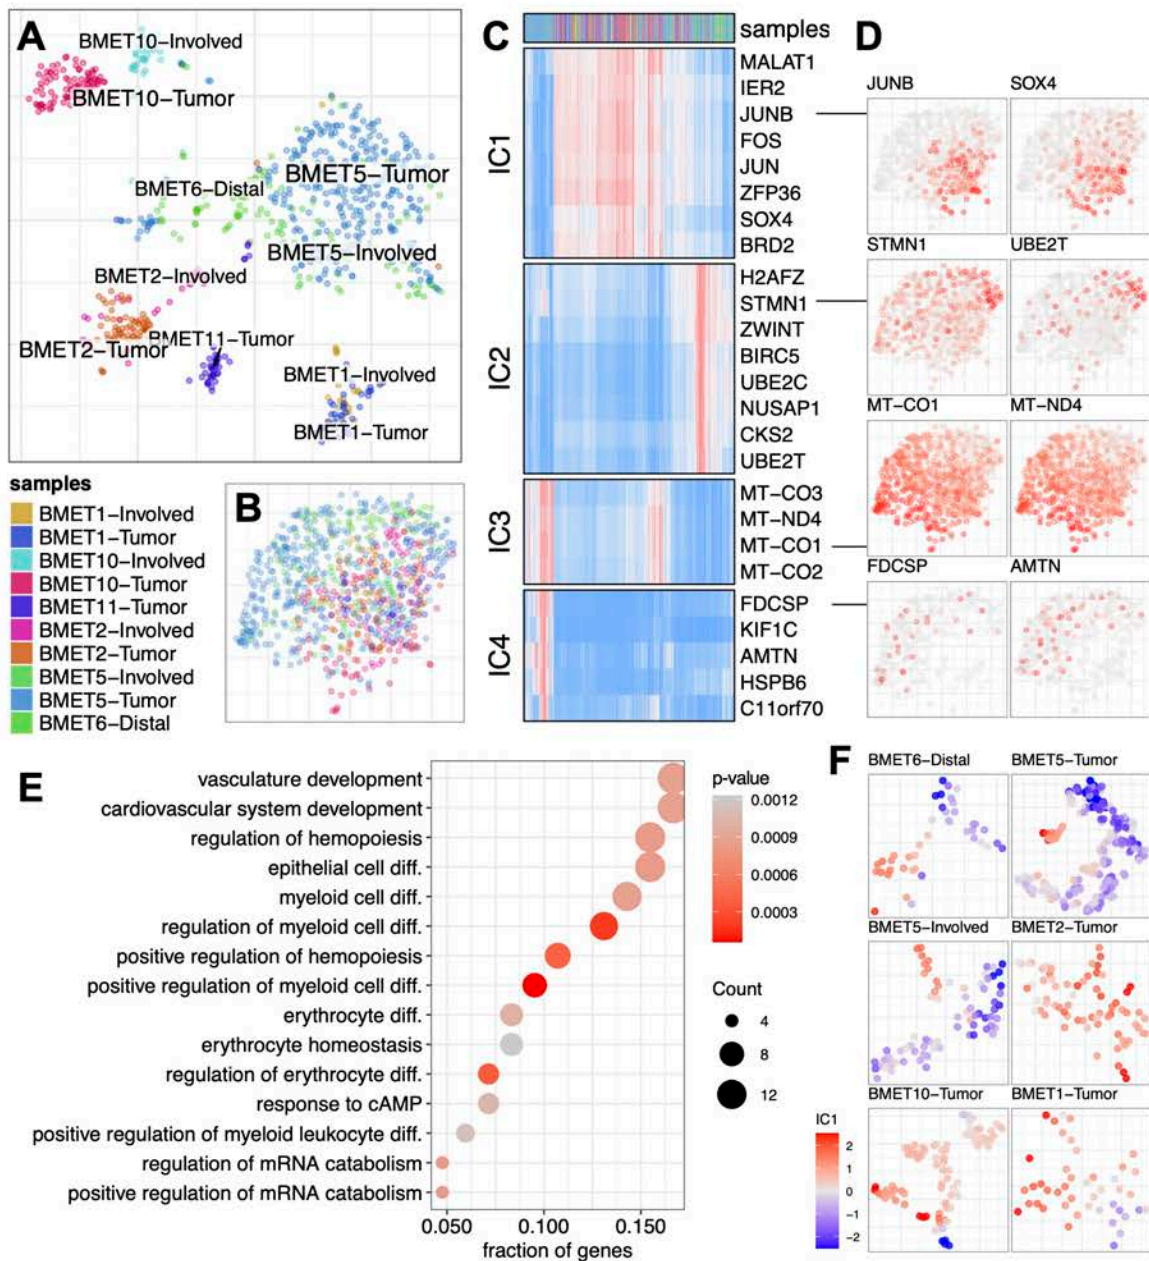 A
BMET10–Involved
BMET10–Tumor
BMET5–Tumor
BMET6–Distal
BMET5–Involved
BMET2–Involved
BMET11–Tumor
BMET2–Tumor
BMET1–Involved
BMET1–Tumor
samples
BMET1–Involved
BMET1–Tumor
BMET10–Involved
BMET10–Tumor
BMET11–Tumor
BMET2–Involved
BMET2–Tumor
BMET5–Involved
BMET5–Tumor
BMET6–Distal
B
C
samples
IC1
MALAT1
IER2
JUNB
FOS
JUN
ZFP36
SOX4
BRD2
IC2
H2AFZ
STMN1
ZWINT
BIRC5
UBE2C
NUSAP1
CKS2
UBE2T
IC3
MT–CO3
MT–ND4
MT–CO1
MT–CO2
IC4
FDCSP
KIF1C
AMTN
HSPB6
C11orf70
D
JUNB SOX4
STMN1 UBE2T
MT–CO1 MT–ND4
FDCSP AMTN
E
vasculature development
cardiovascular system development
regulation of hemopoiesis
epithelial cell diff.
myeloid cell diff.
regulation of myeloid cell diff.
positive regulation of hemopoiesis
positive regulation of myeloid cell diff.
erythrocyte diff.
erythrocyte homeostasis
regulation of erythrocyte diff.
response to cAMP
positive regulation of myeloid leukocyte diff.
regulation of mRNA catabolism
positive regulation of mRNA catabolism
0.050 0.100 0.150
fraction of genes
p-value
0.0012
0.0009
0.0006
0.0003
Count
4
8
12
F
BMET6–Distal BMET5–Tumor
BMET5–Involved BMET2–Tumor
BMET10–Tumor BMET1–Tumor
IC1
2
1
0
−1
−2